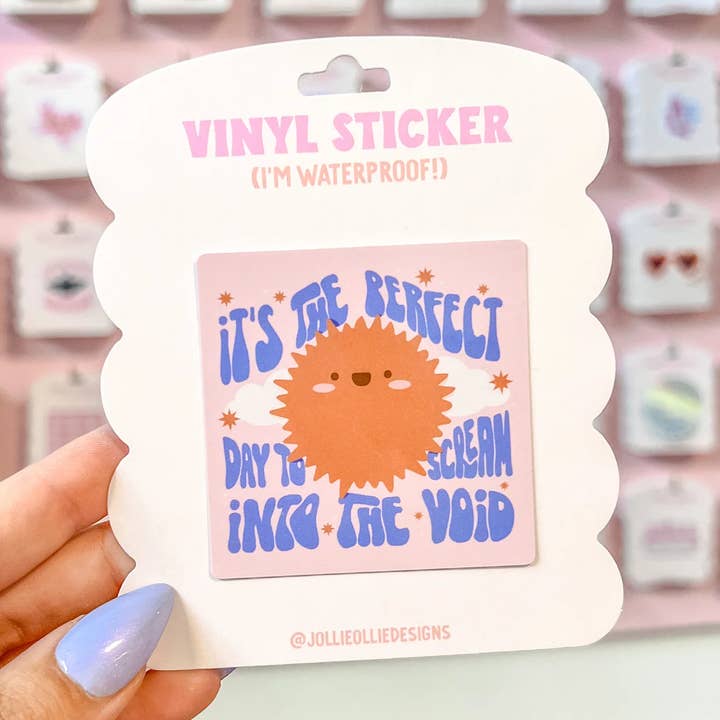 VINYL STICKER
(I'M WATERPROOF!)
iT'S THE PERFECT
DAY TO SCREAM
iNTO THE VOiD
@JOLLIEOLLIEDESIGNS